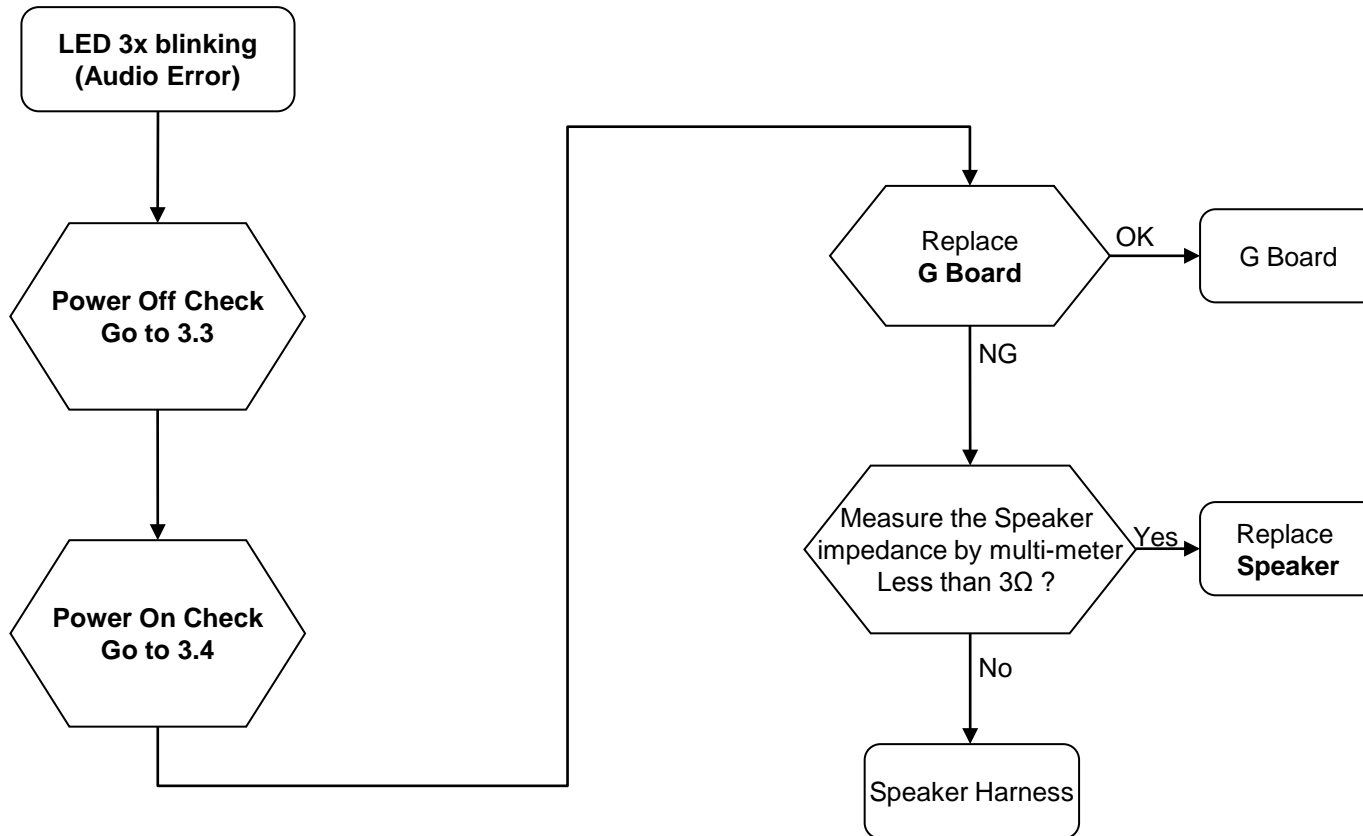 LED 3x blinking
(Audio Error)
Power Off Check
Go to 3.3
Power On Check
Go to 3.4
Replace
G Board
OK
G Board
NG
Measure the Speaker
impedance by multi-meter
Less than 3Ω ?
Yes
Replace
Speaker
No
Speaker Harness